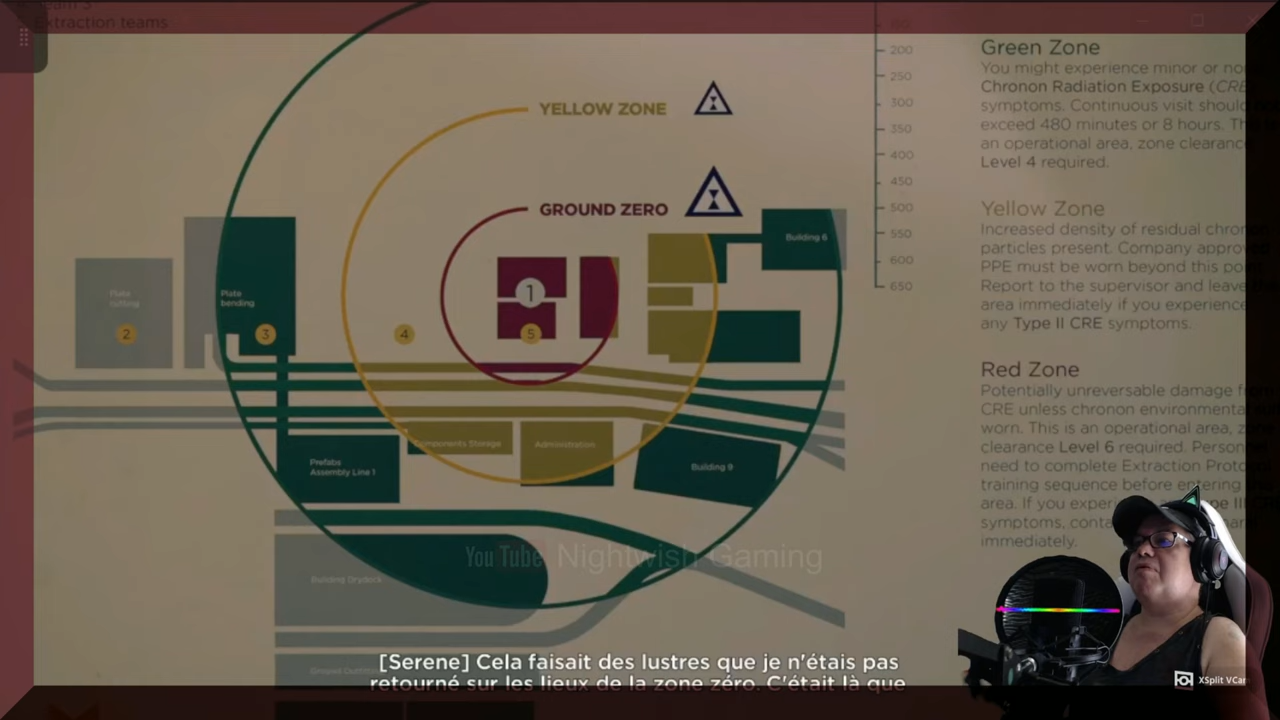 Extraction teams
YELLOW ZONE
GROUND ZERO
200
250
300
350
400
450
500
550
600
650
Building 6
Plate
cutting
Plate
bending
1
2
3
4
5
Components Storage
Administration
Prefabs
Assembly Line 1
Building 9
Building Drydock
Green Zone
You might experience minor or no
Chronon Radiation Exposure (CRE
symptoms. Continuous visit should
exceed 480 minutes or 8 hours. This
an operational area, zone clearance
Level 4 required.
Yellow Zone
Increased density of residual chronon
particles present. Company approved
PPE must be worn beyond this point
Report to the supervisor and leave
area immediately if you experience
any Type II CRE symptoms.
Red Zone
Potentially unreversable damage from
CRE unless chronon environmental
worn. This is an operational area,
clearance Level 6 required. Personnel
need to complete Extraction Protocol
training sequence before entering
area. If you
symptoms,
immediately.
YouTube Nightwish Gaming
[Serene] Cela faisait des lustres que je n'étais pas
retourné sur les lieux de la zone zéro. C'était là que
XSplit VCam